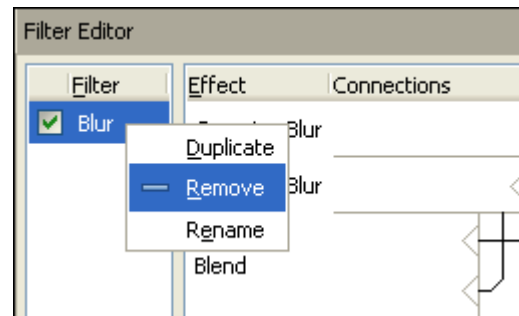 Filter Editor
Filter
Effect Connections
Blur
Blur
Duplicate
Remove Blur
Rename
Blend